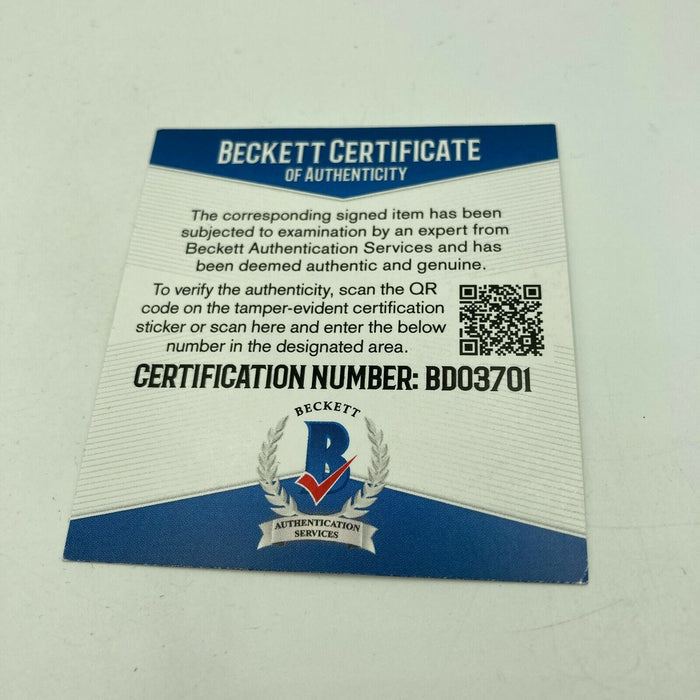 BECKETT CERTIFICATE
OF AUTHENTICITY
The corresponding signed item has been
subjected to examination by an expert from
Beckett Authentication Services and has
been deemed authentic and genuine.
To verify the authenticity, scan the QR
code on the tamper-evident certification
sticker or scan here and enter the below
number in the designated area.
CERTIFICATION NUMBER: BD03701
BECKETT
B
AUTHENTICATION
SERVICES